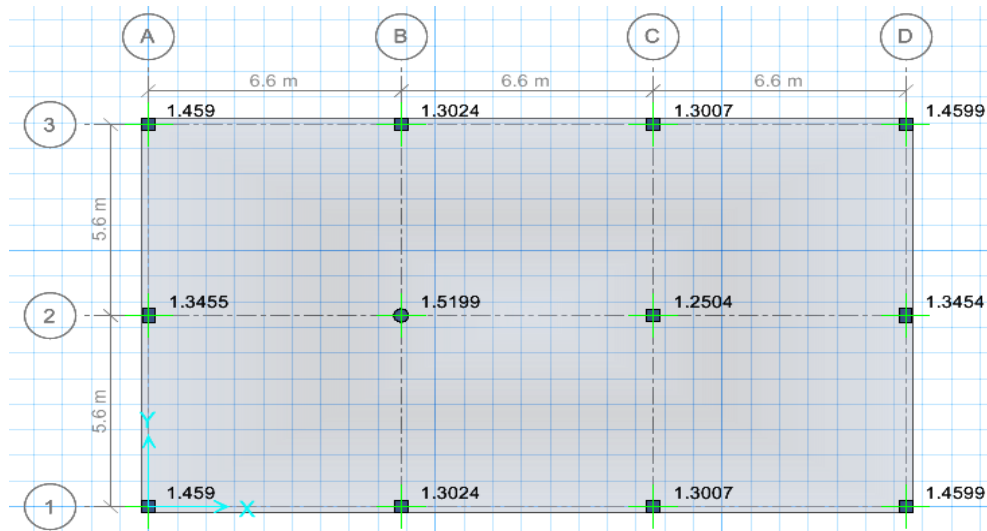 A B C D
6.6 m 6.6 m 6.6 m
3 1.459 1.3024 1.3007 1.4599
5.6 m
2 1.3455 1.5199 1.2504 1.3454
5.6 m
Y
1 1.459 1.3024 1.3007 1.4599
X